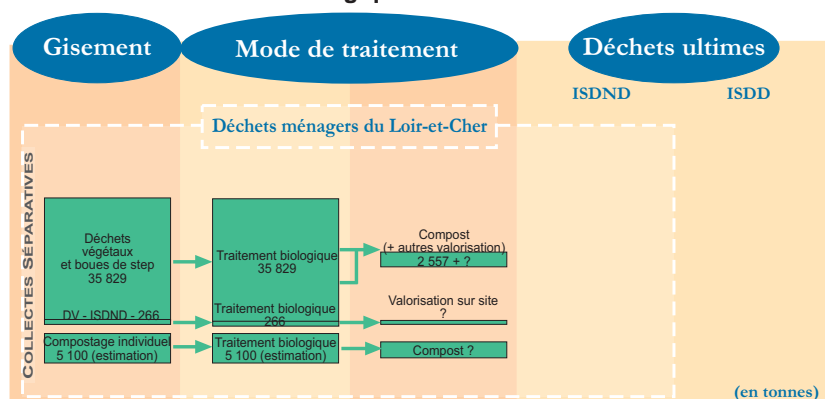 Gisement
Mode de traitement
Déchets ultimes
ISDND
ISDD
Déchets ménagers du Loir-et-Cher
COLLECTES SÉPARATIVES
Déchets
végétaux
et boues de step
35 829
Traitement biologique
35 829
Compost
(+ autres valorisation)
2 557 + ?
DV - ISDND - 266
Traitement biologique
266
Valorisation sur site
?
Compostage individuel
5 100 (estimation)
Traitement biologique
5 100 (estimation)
Compost ?
(en tonnes)